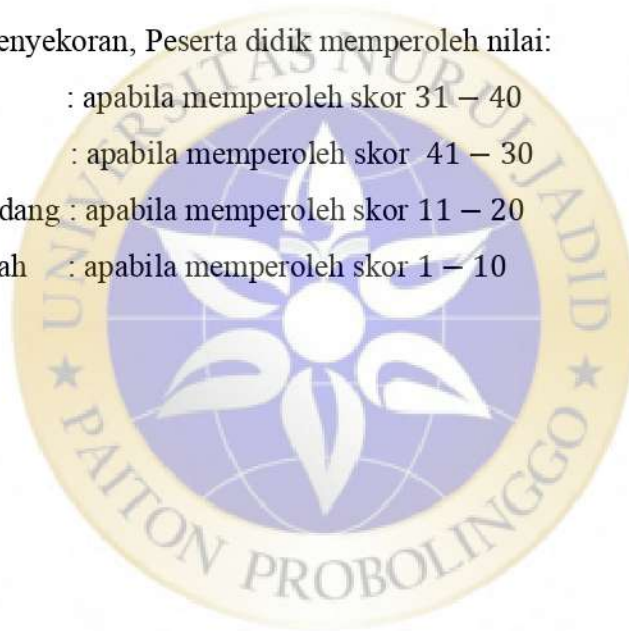 enyekoran, Peserta didik memperoleh nilai:
: apabila memperoleh skor 31 – 40
: apabila memperoleh skor 41 – 30
dang : apabila memperoleh skor 11 – 20
ah : apabila memperoleh skor 1 – 10
UNIVERSITAS NURUL JADID
PAITON PROBOLINGGO